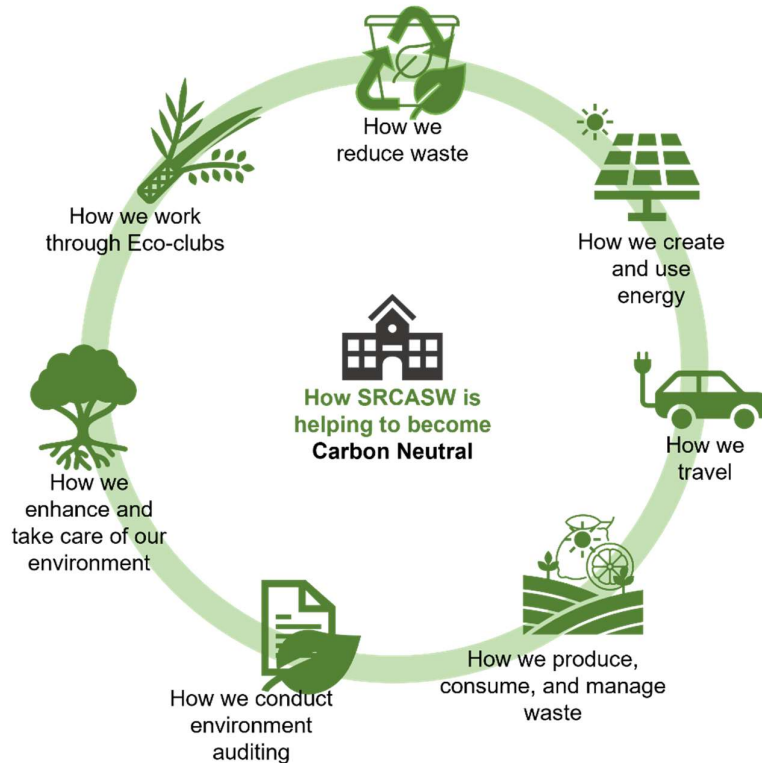 How we
reduce waste
How we create
and use
energy
How we
travel
How we produce,
consume, and manage
waste
How we conduct
environment
auditing
How we
enhance and
take care of our
environment
How we work
through Eco-clubs
How SRCASW is
helping to become
Carbon Neutral